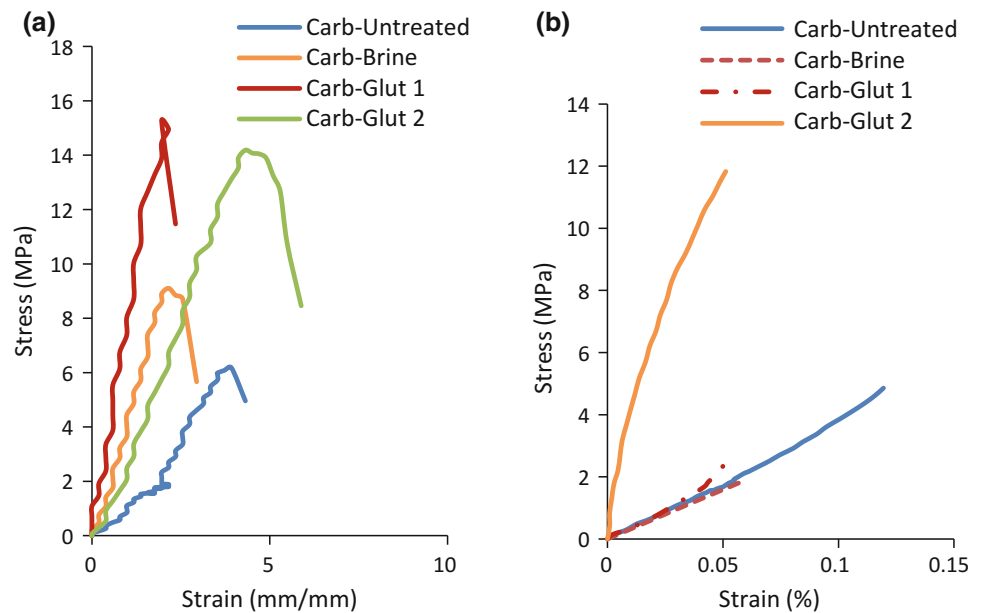 (a)
Carb-Untreated
Carb-Brine
Carb-Glut 1
Carb-Glut 2
18
16
14
12
10
8
6
4
2
0
Stress (MPa)
0 5 10
Strain (mm/mm)
(b)
Carb-Untreated
Carb-Brine
Carb-Glut 1
Carb-Glut 2
14
12
10
8
6
4
2
0
Stress (MPa)
0 0.05 0.1 0.15
Strain (%)